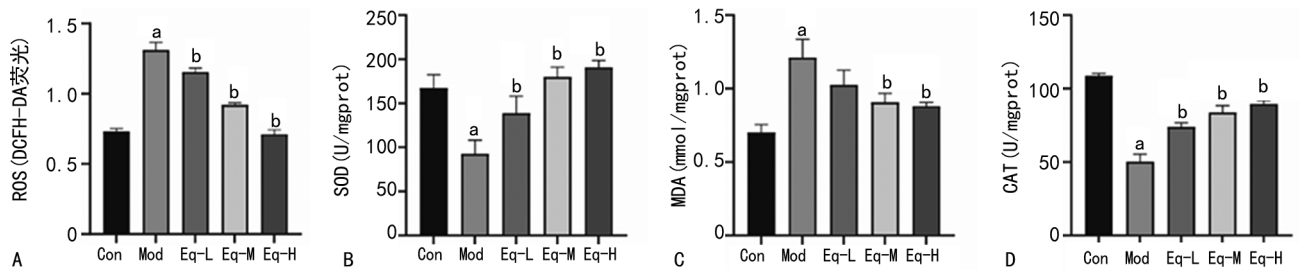 A
ROS(DCFH-DA荧光)
1.5
1.0
0.5
0
a
b
b
b
Con Mod Eq-L Eq-M Eq-H
B
SOD(U/mgprot)
250
200
150
100
50
0
a
b
b
b
Con Mod Eq-L Eq-M Eq-H
C
MDA(mmol/mgprot)
1.5
1.0
0.5
0
a
b
b
Con Mod Eq-L Eq-M Eq-H
D
CAT(U/mgprot)
150
100
50
0
a
b
b
b
Con Mod Eq-L Eq-M Eq-H